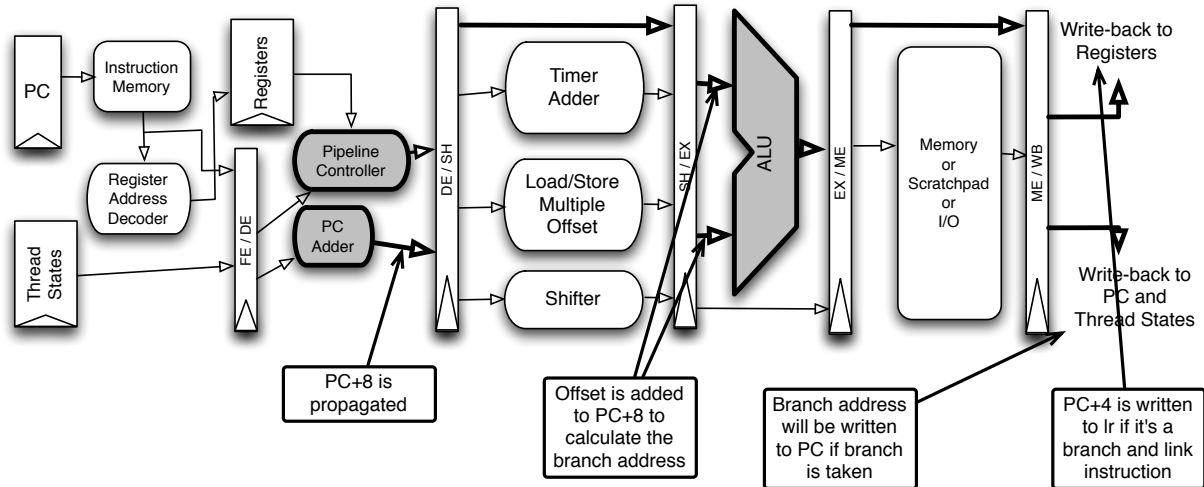 PC
Instruction
Memory
Register
Address
Decoder
Thread
States
Registers
FE / DE
Pipeline
Controller
PC
Adder
DE / SH
Timer
Adder
Load/Store
Multiple
Offset
Shifter
SH / EX
ALU
EX / ME
Memory
or
Scratchpad
or
I/O
ME / WB
Write-back to
Registers
Write-back to
PC and
Thread States
PC+8 is
propagated
Offset is added
to PC+8 to
calculate the
branch address
Branch address
will be written
to PC if branch
is taken
PC+4 is written
to lr if it's a
branch and link
instruction